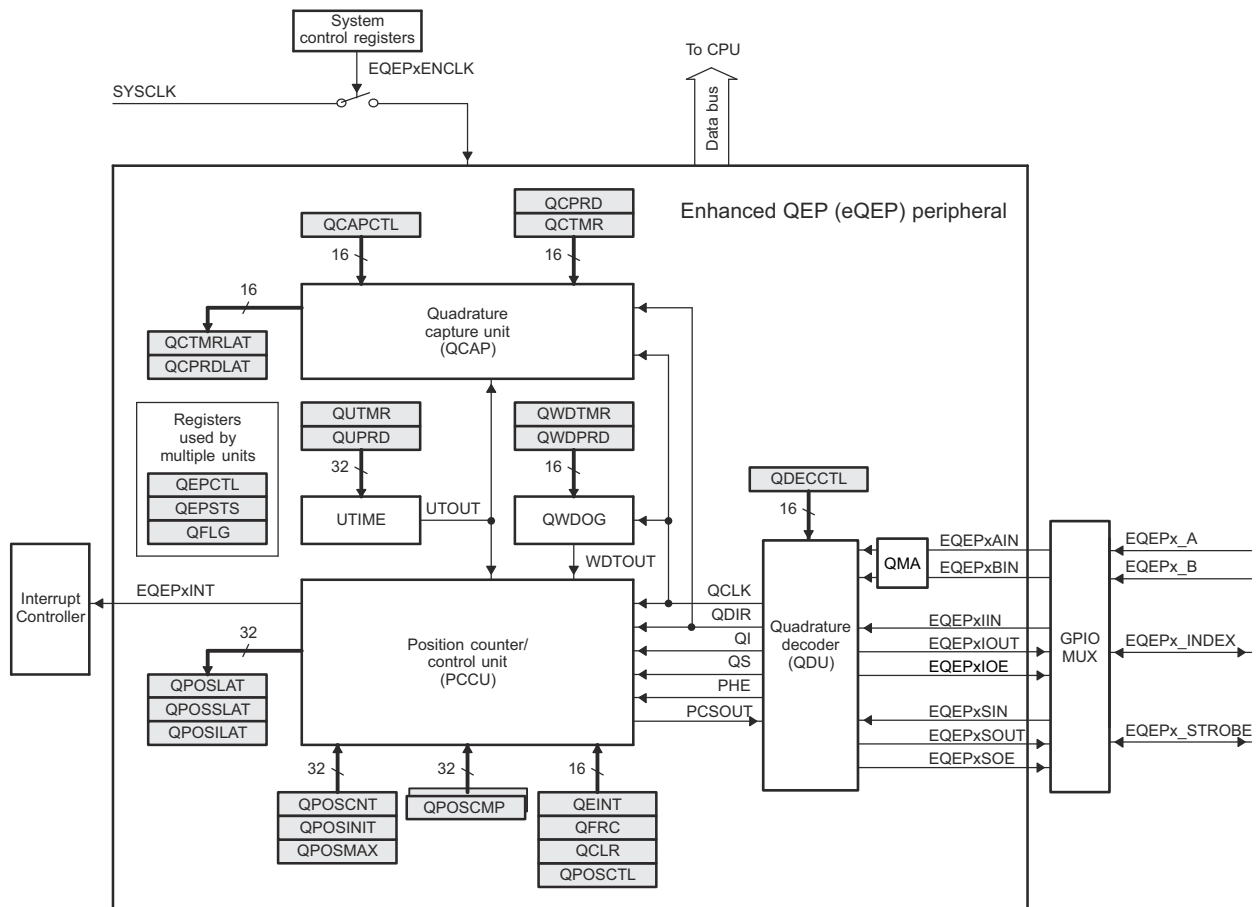 System
control registers
To CPU
EQEPxENCLK
SYSCLK
Data bus
Enhanced QEP (eQEP) peripheral
QCPRD
QCAPCTL
QCTMR
16
16
16
Quadrature
capture unit
(QCAP)
QCTMRLAT
QCPRDLAT
Registers
used by
multiple units
QEPCTL
QEPSTS
QFLG
QUTMR
QUPRD
32
QWDTMR
QWDPRD
16
UTIME
UTOUT
QWDOG
WDTOUT
QDECCTL
16
EQEPxAIN
EQEPxBIN
QMA
EQEPx_A
EQEPx_B
Interrupt
Controller
EQEPxINT
32
QPOSLAT
QPOSSLAT
QPOSILAT
Position counter/
control unit
(PCCU)
QCLK
QDIR
QI
QS
PHE
PCSOUT
Quadrature
decoder
(QDU)
EQEPxIIN
EQEPxIOUT
EQEPxIOE
EQEPxSIN
EQEPxSOUT
EQEPxSOE
GPIO
MUX
EQEPx_INDEX
EQEPx_STROBE
32
32
16
QPOSCNT
QPOSINIT
QPOSMAX
QPOSCMP
QEINT
QFRC
QCLR
QPOSCTL